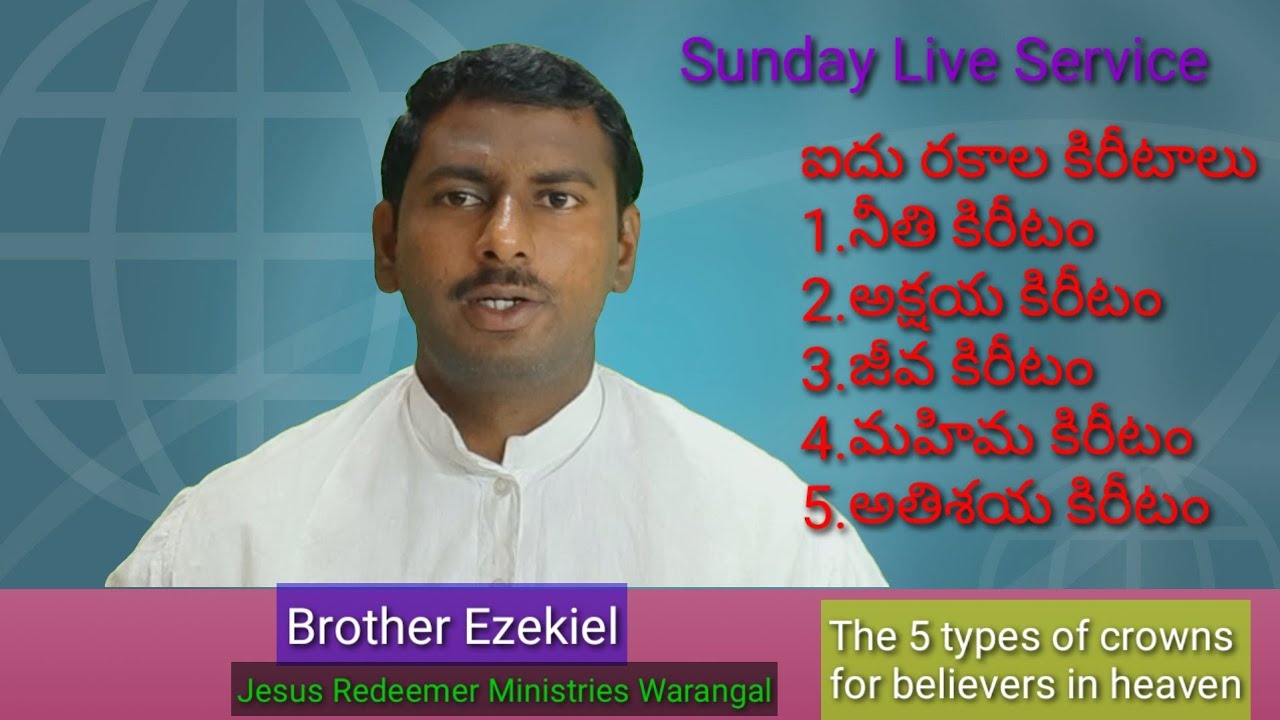 Sunday Live Service
ఐదు రకాల కిరీటాలు
1.నీతి కిరీటం
2.అక్షయ కిరీటం
3.జీవ కిరీటం
4.మహిమ కిరీటం
5.అతిశయ కిరీటం
Brother Ezekiel
Jesus Redeemer Ministries Warangal
The 5 types of crowns
for believers in heaven